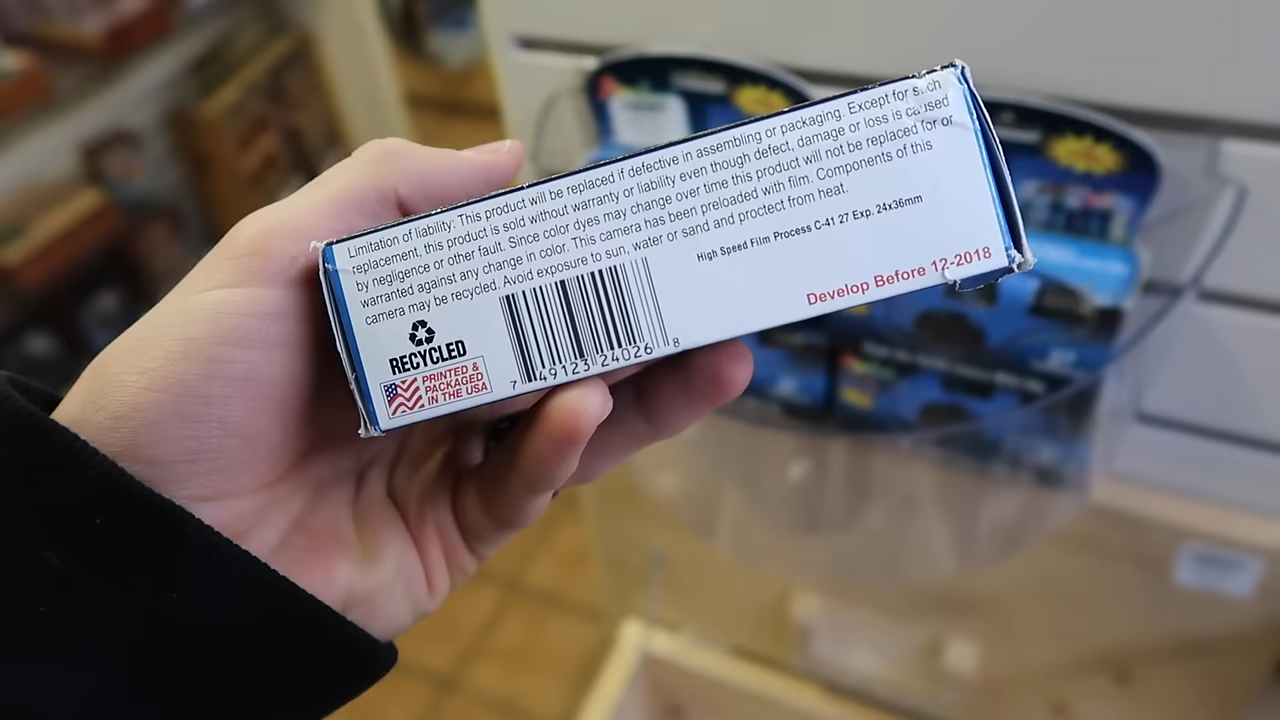 Limitation of liability: This product will be replaced if defective in assembling or packaging. Except for such
replacement, this product is sold without warranty or liability even though defect, damage or loss is caused
by negligence or other fault. Since color dyes may change over time this product will not be replaced for or
warranted against any change in color. This camera has been preloaded with film. Components of this
camera may be recycled. Avoid exposure to sun, water or sand and proctect from heat.
High Speed Film Process C-41 27 Exp. 24x36mm
Develop Before 12-2018
RECYCLED
PRINTED &
PACKAGED
IN THE USA
7 49123 24026 8